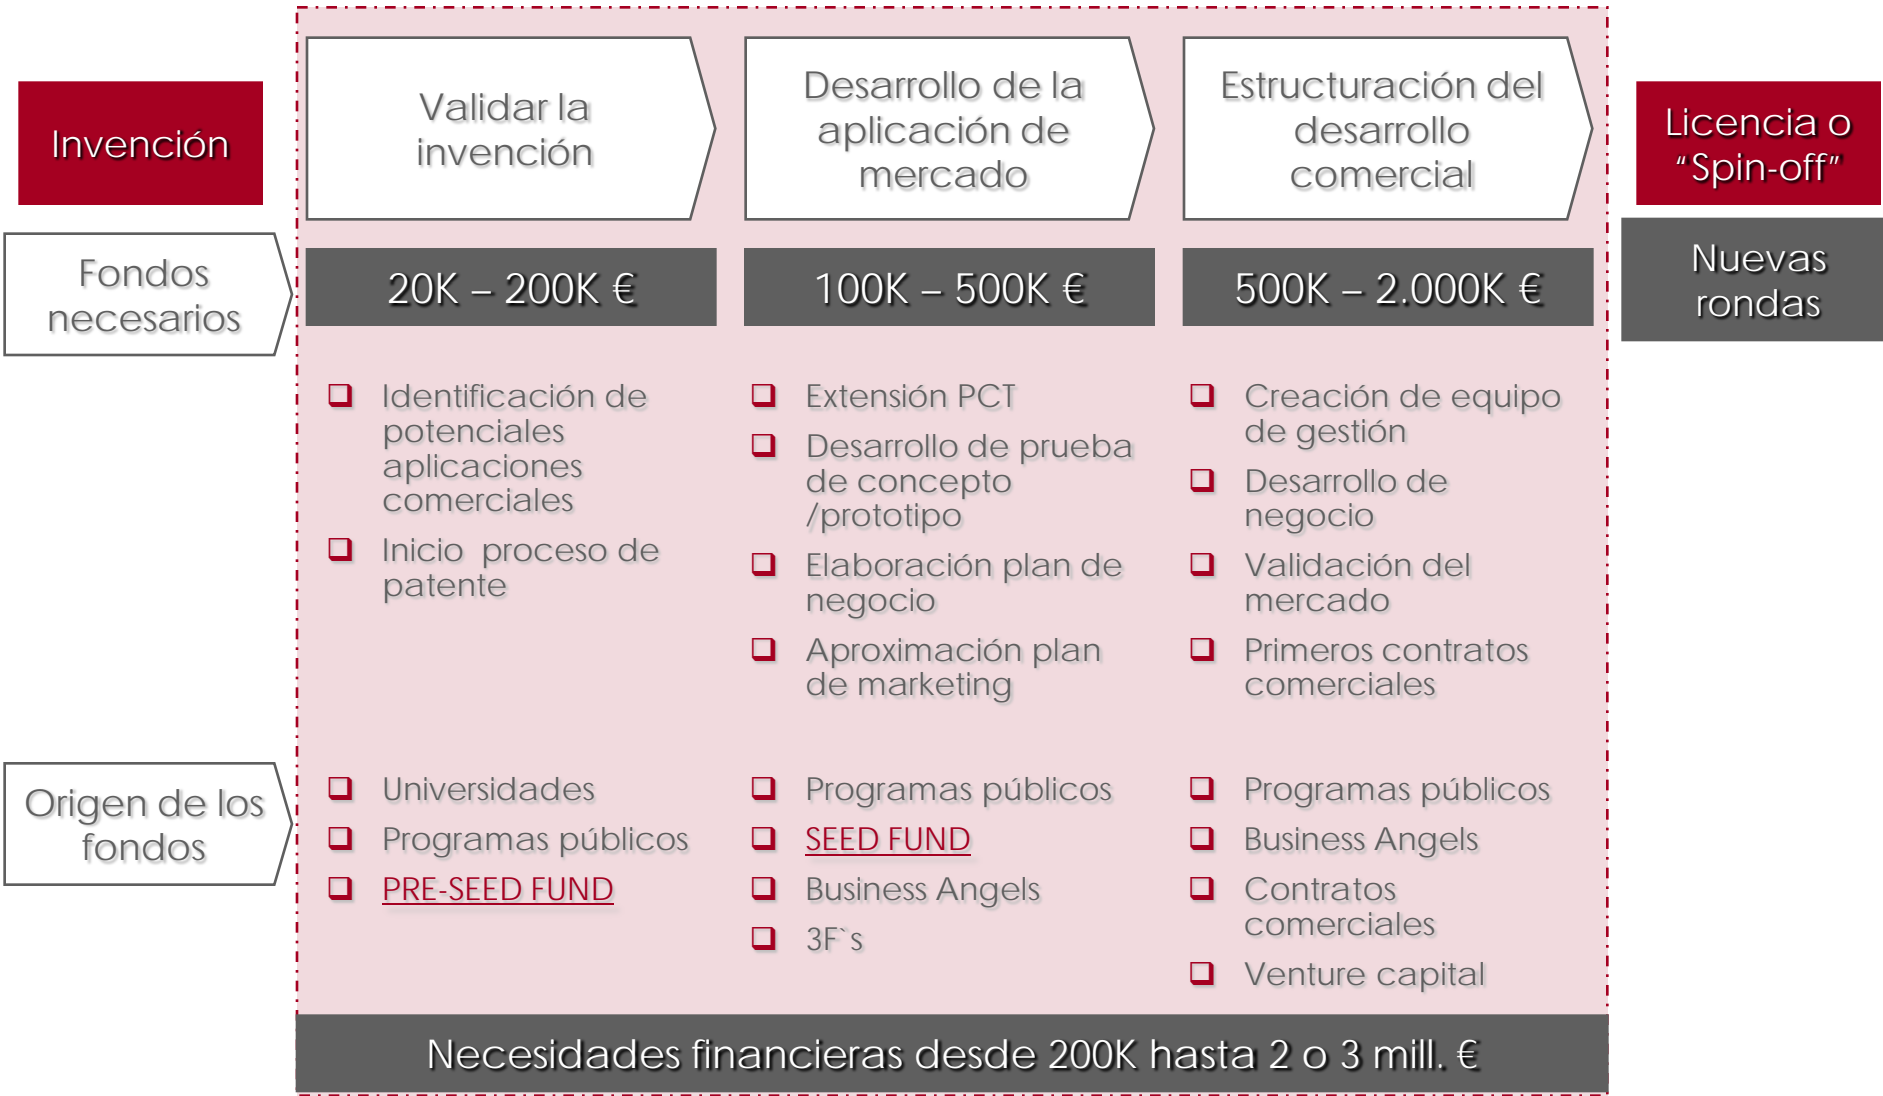 Invención
Validar la
invención
Desarrollo de la
aplicación de
mercado
Estructuración del
desarrollo
comercial
Licencia o
“Spin-off”
Fondos
necesarios
20K – 200K €
100K – 500K €
500K – 2.000K €
Nuevas
rondas
Identificación de
potenciales
aplicaciones
comerciales
Inicio  proceso de
patente
Extensión PCT
Desarrollo de prueba
de concepto
/prototipo
Elaboración plan de
negocio
Aproximación plan
de marketing
Creación de equipo
de gestión
Desarrollo de
negocio
Validación del
mercado
Primeros contratos
comerciales
Origen de los
fondos
Universidades
Programas públicos
PRE-SEED FUND
Programas públicos
SEED FUND
Business Angels
3F`s
Programas públicos
Business Angels
Contratos
comerciales
Venture capital
Necesidades financieras desde 200K hasta 2 o 3 mill. €